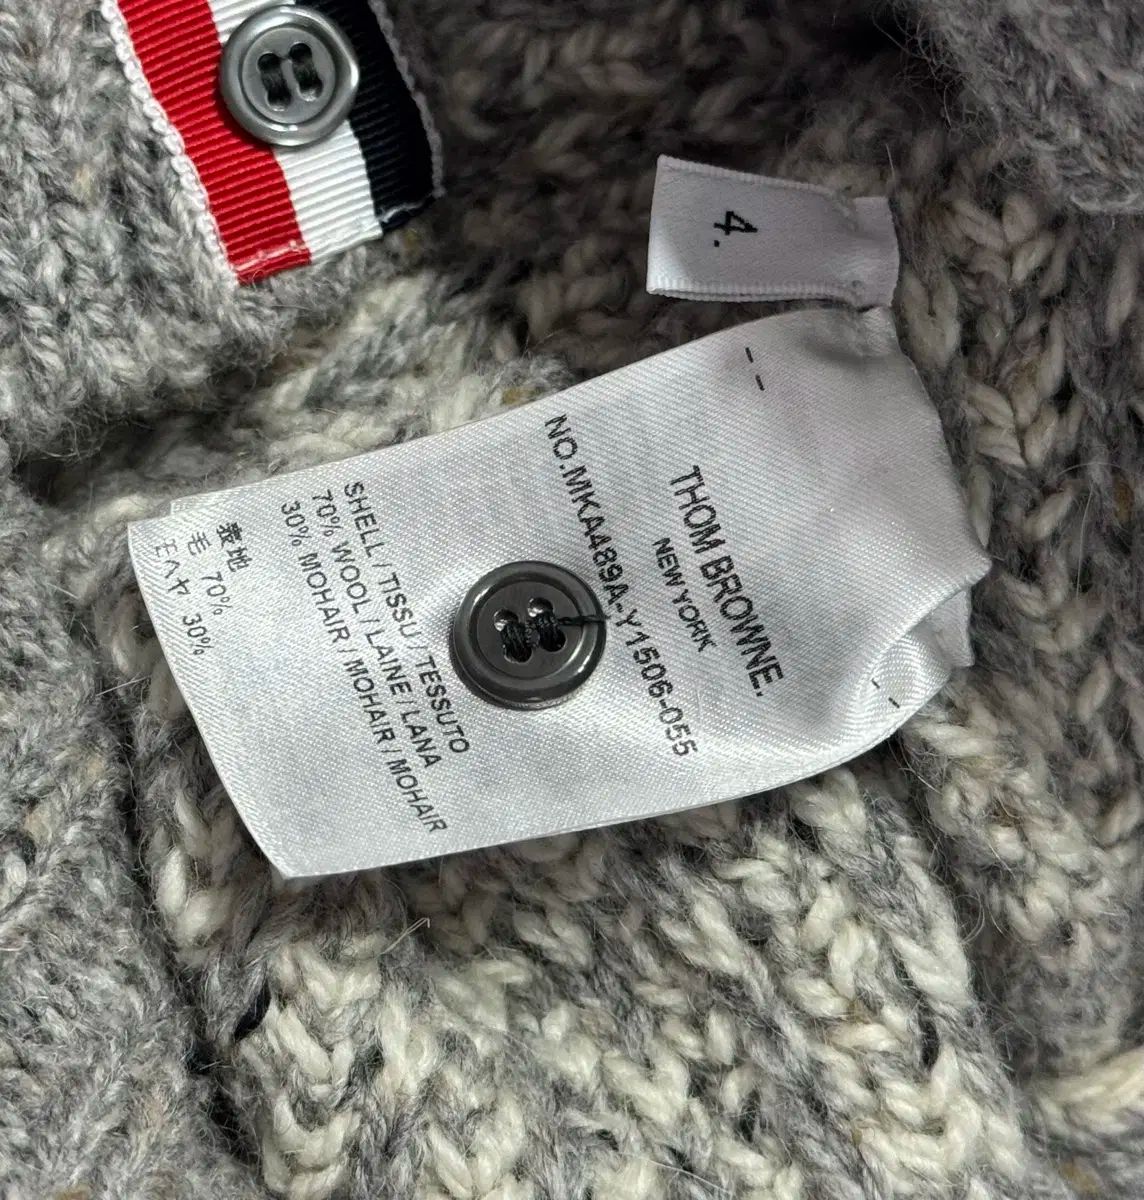 4.
THOM BROWNE.
NEW YORK
NO.MKA489A-Y1506-055
SHELL / TISSU / TESSUTO
70% WOOL / LAINE / LANA
30% MOHAIR / MOHAIR / MOHAIR
表地
毛 70%
モヘヤ 30%